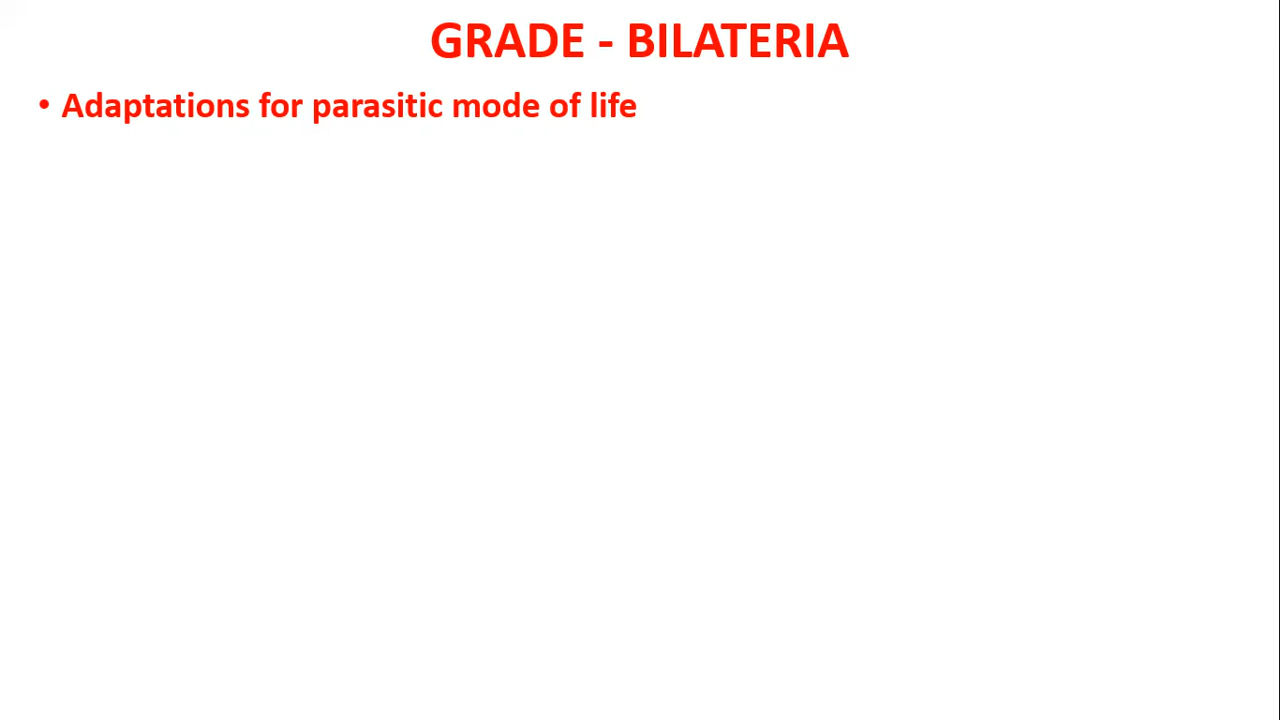 GRADE - BILATERIA
• Adaptations for parasitic mode of life